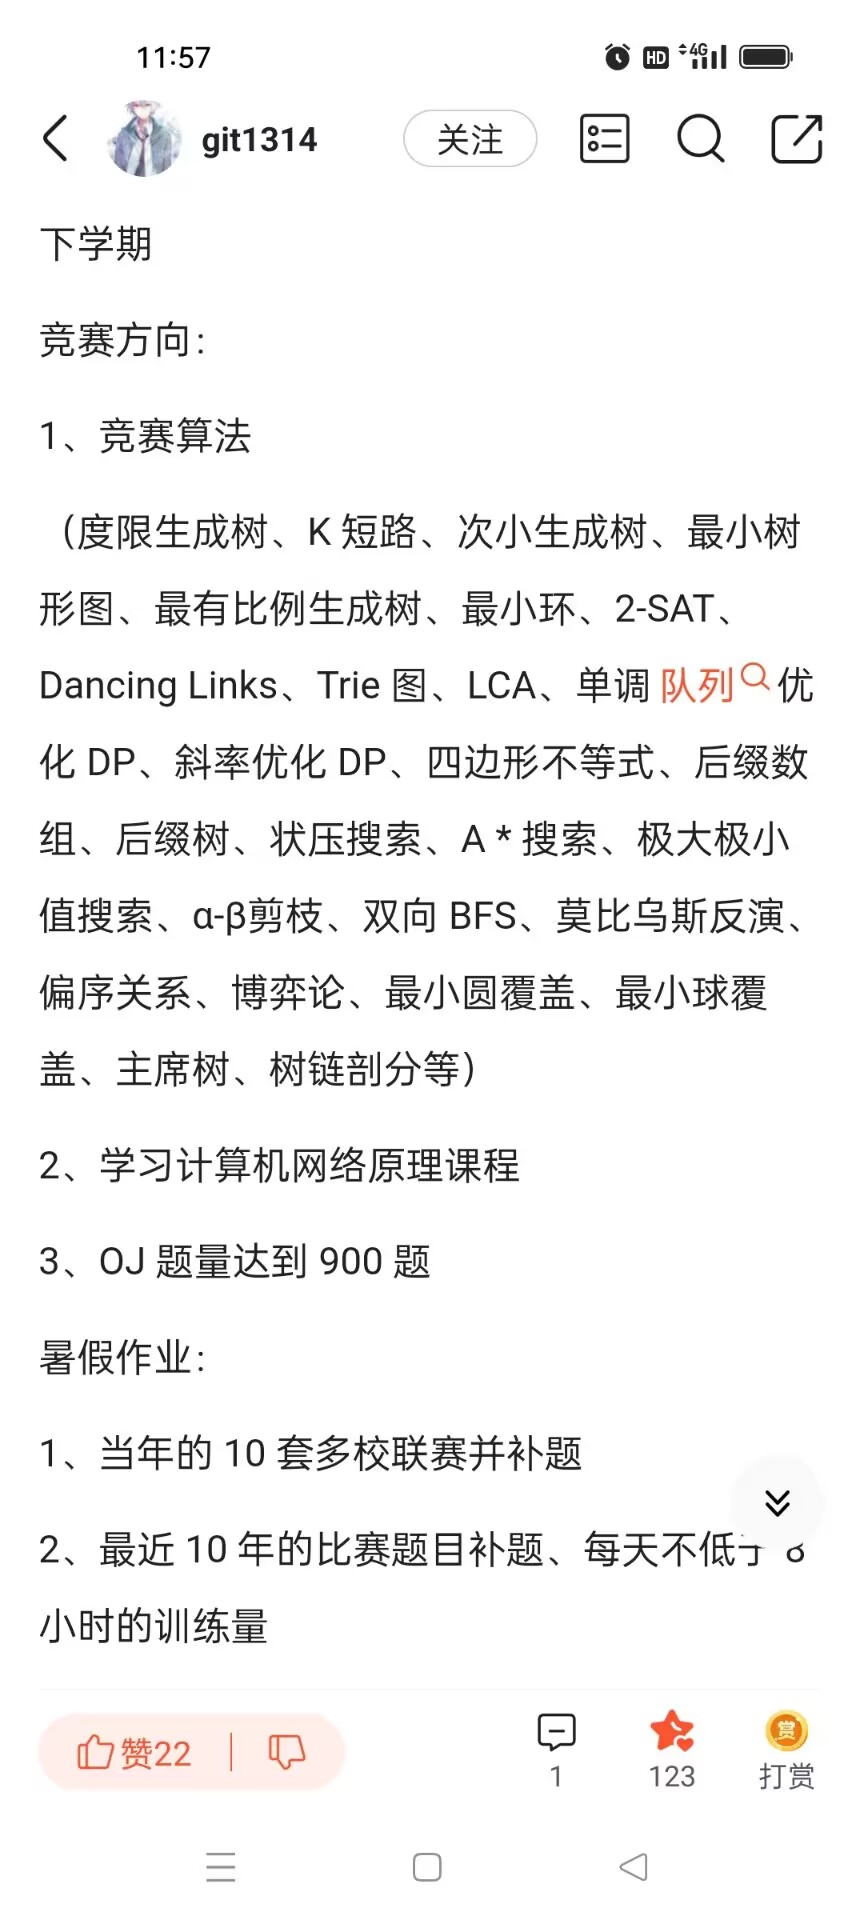 11:57
HD 4G
git1314
关注
下学期
竞赛方向:
1、竞赛算法
（度限生成树、K 短路、次小生成树、最小树
形图、最有比例生成树、最小环、2-SAT、
Dancing Links、Trie 图、LCA、单调 队列 优
化 DP、斜率优化 DP、四边形不等式、后缀数
组、后缀树、状压搜索、A * 搜索、极大极小
值搜索、α-β剪枝、双向 BFS、莫比乌斯反演、
偏序关系、博弈论、最小圆覆盖、最小球覆
盖、主席树、树链剖分等）
2、学习计算机网络原理课程
3、OJ 题量达到 900 题
暑假作业:
1、当年的 10 套多校联赛并补题
2、最近 10 年的比赛题目补题、每天不低于 8
小时的训练量
赞22
1
123
赏
打赏